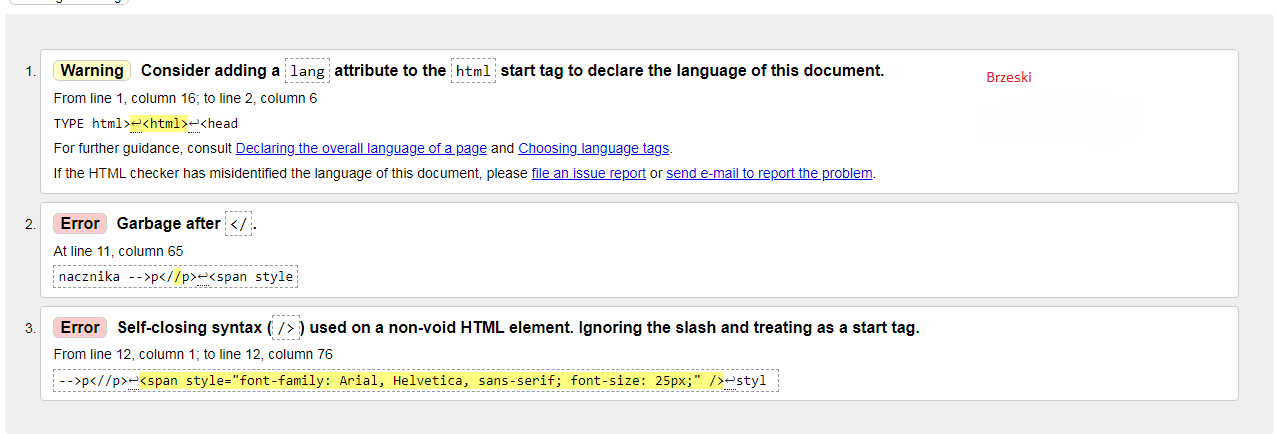 1. Warning Consider adding a lang attribute to the html start tag to declare the language of this document.
Brzeski
From line 1, column 16; to line 2, column 6
TYPE html>↩<html>↩<head
For further guidance, consult Declaring the overall language of a page and Choosing language tags.
If the HTML checker has misidentified the language of this document, please file an issue report or send e-mail to report the problem.
2. Error Garbage after </.
At line 11, column 65
nacznika -->p<//p>↩<span style
3. Error Self-closing syntax (/>) used on a non-void HTML element. Ignoring the slash and treating as a start tag.
From line 12, column 1; to line 12, column 76
-->p<//p>↩<span style="font-family: Arial, Helvetica, sans-serif; font-size: 25px;" />↩styl